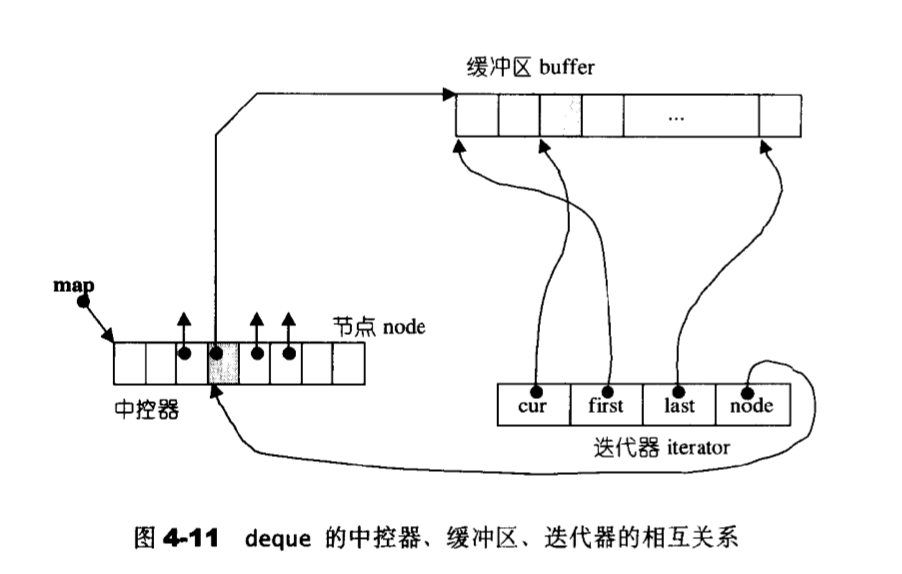 缓冲区 buffer
...
map
节点 node
中控器
cur first last node
迭代器 iterator
图 4-11 deque 的中控器、缓冲区、迭代器的相互关系